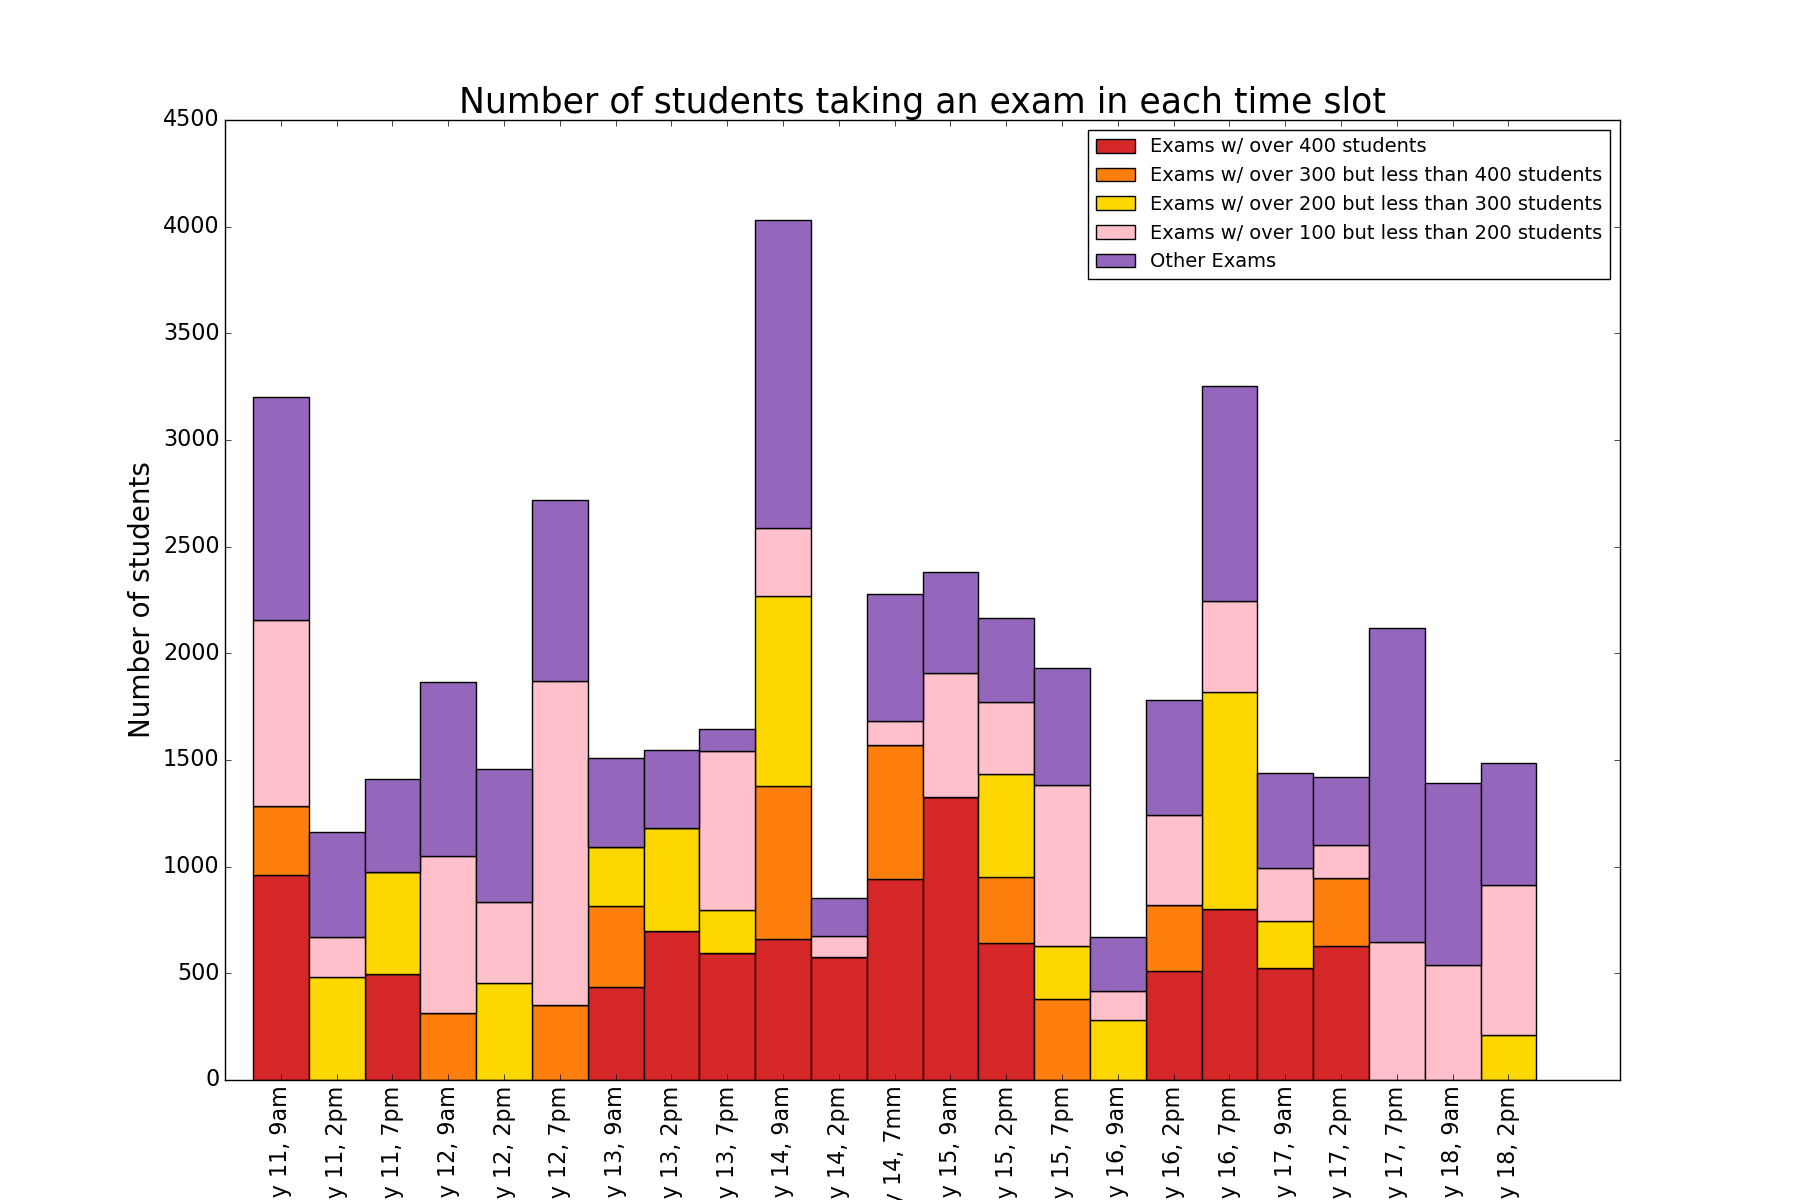 Number of students taking an exam in each time slot
Exams w/ over 400 students
Exams w/ over 300 but less than 400 students
Exams w/ over 200 but less than 300 students
Exams w/ over 100 but less than 200 students
Other Exams
Number of students
4500
4000
3500
3000
2500
2000
1500
1000
500
0
y 11, 9am
y 11, 2pm
y 11, 7pm
y 12, 9am
y 12, 2pm
y 12, 7pm
y 13, 9am
y 13, 2pm
y 13, 7pm
y 14, 9am
y 14, 2pm
y 14, 7mm
y 15, 9am
y 15, 2pm
y 15, 7pm
y 16, 9am
y 16, 2pm
y 16, 7pm
y 17, 9am
y 17, 2pm
y 17, 7pm
y 18, 9am
y 18, 2pm